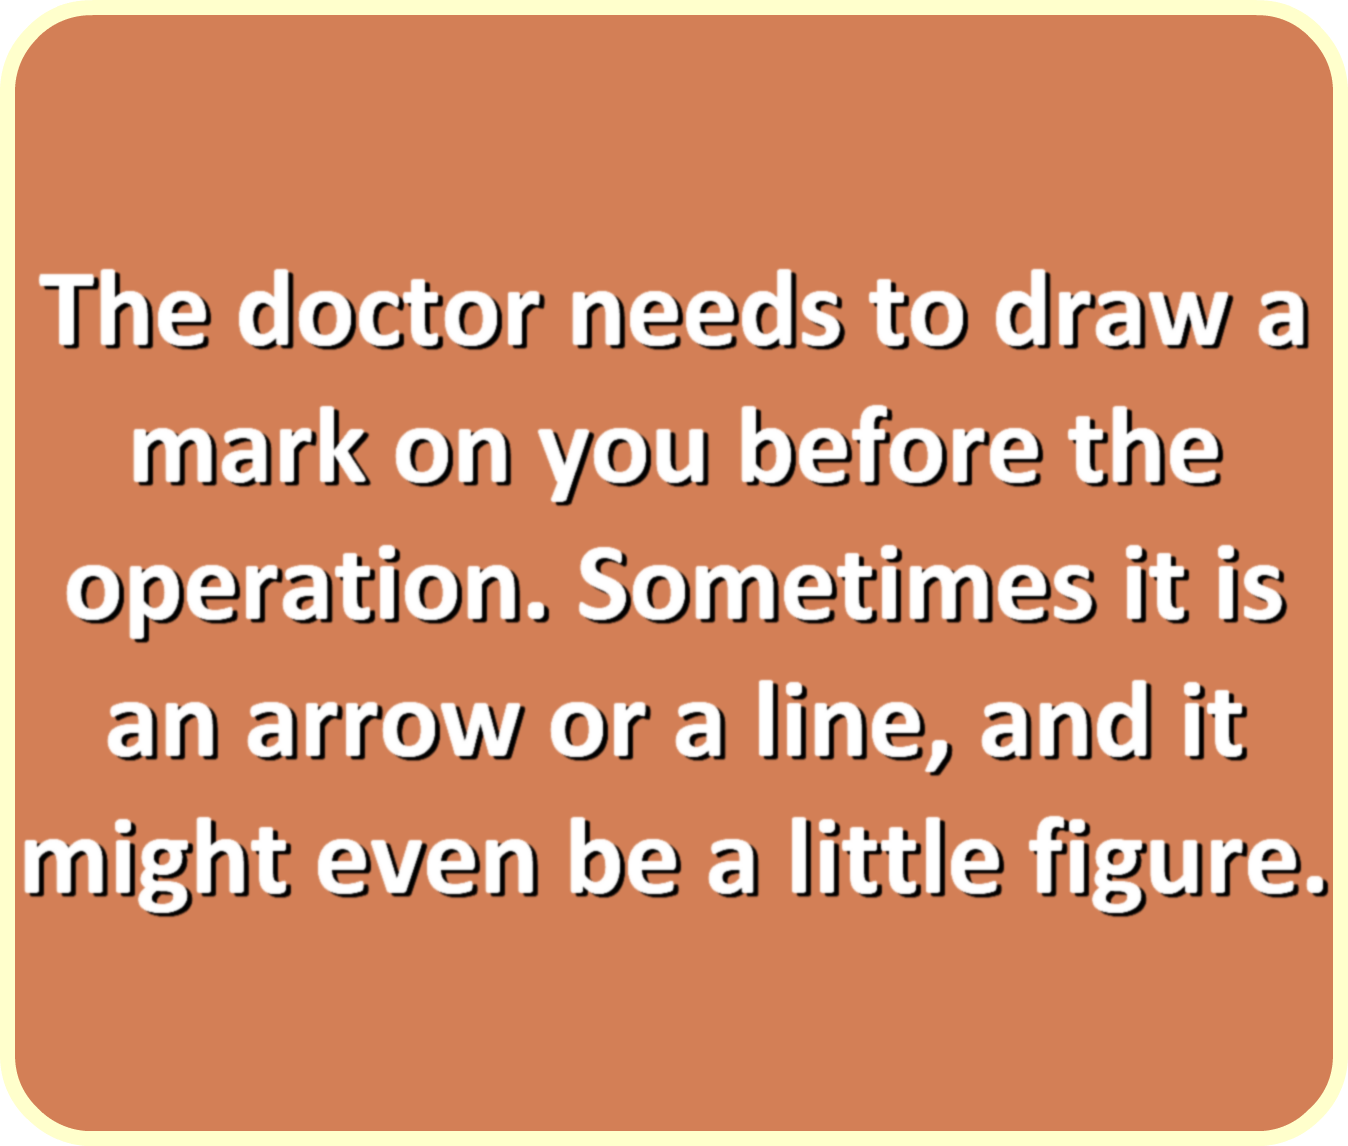 The doctor needs to draw a
mark on you before the
operation. Sometimes it is
an arrow or a line, and it
might even be a little figure.